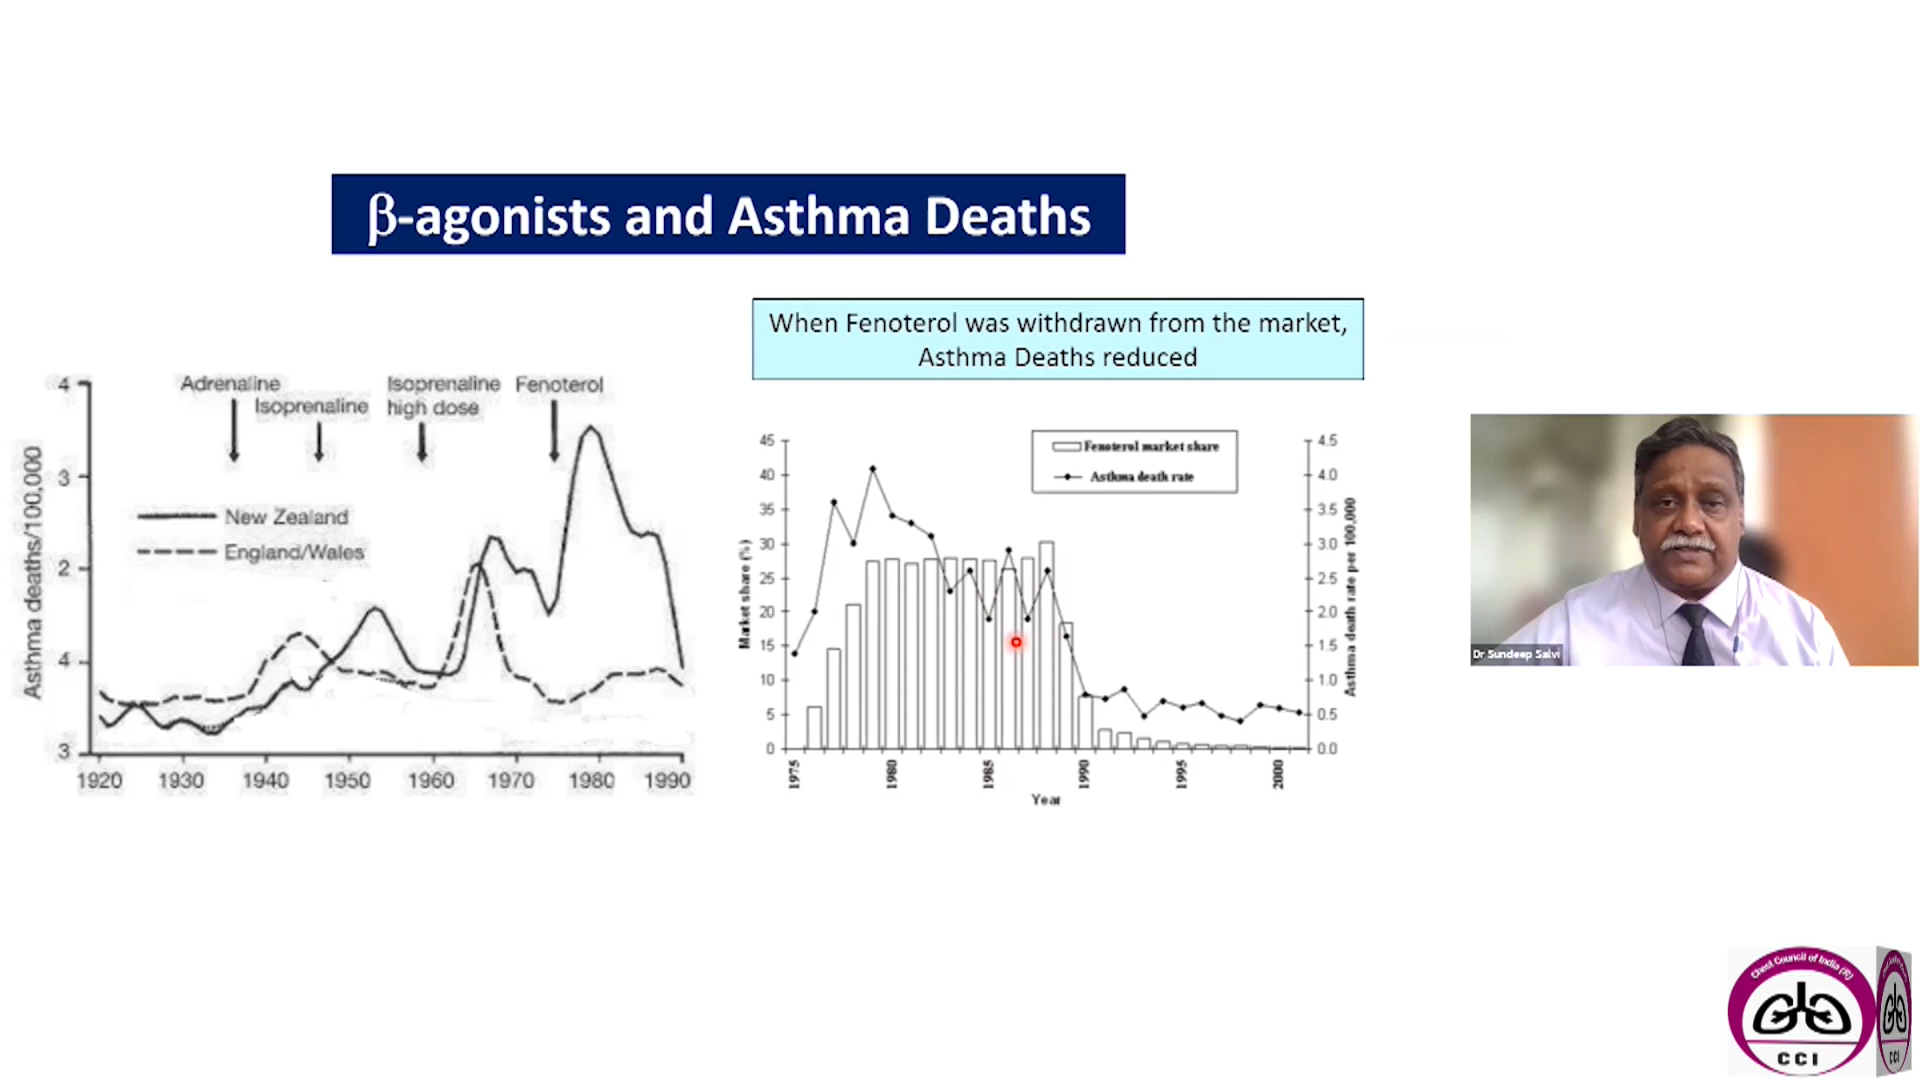 β-agonists and Asthma Deaths
When Fenoterol was withdrawn from the market,
Asthma Deaths reduced
Adrenaline
Isoprenaline
Isoprenaline
high dose
Fenoterol
New Zealand
England/Wales
Asthma deaths/100,000
4
3
2
4
3
1920 1930 1940 1950 1960 1970 1980 1990
Fenoterol market share
Asthma death rate
Market share (%)
45
40
35
30
25
20
15
10
5
0
4.5
4.0
3.5
3.0
2.5
2.0
1.5
1.0
0.5
0.0
Asthma death rate per 100,000
1975 1980 1985 1990 1995 2000
Year
Dr Sundeep Salvi
Chest Council of India (R)
CCI
CCI